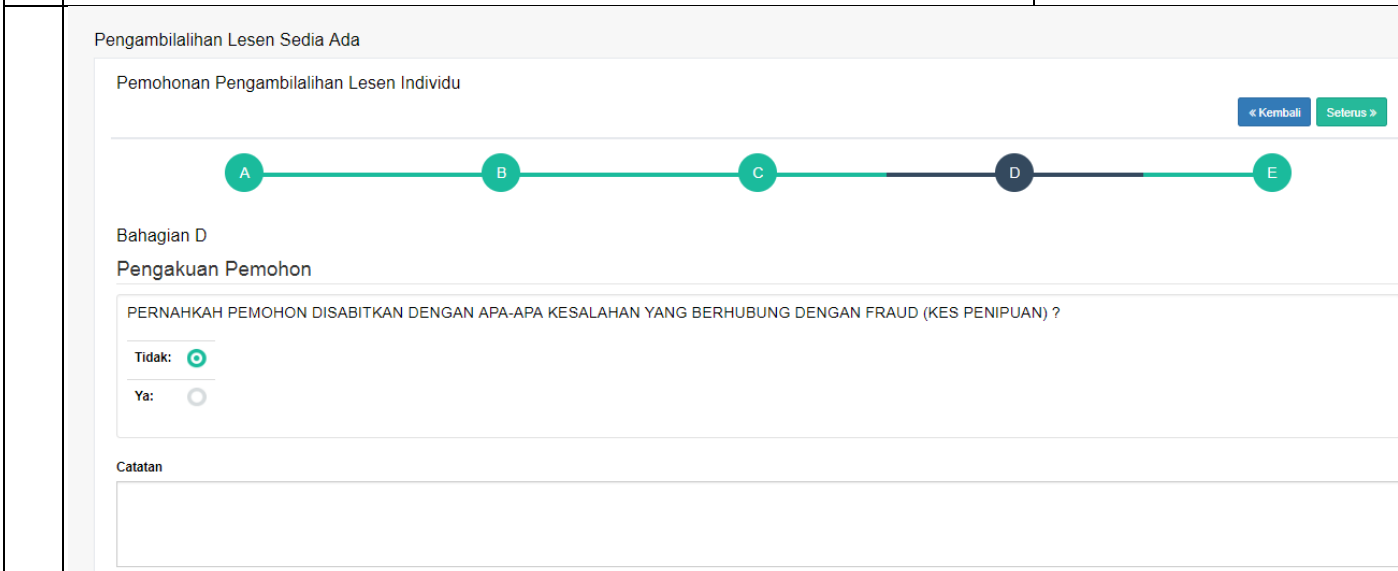 Pengambilalihan Lesen Sedia Ada
Pemohonan Pengambilalihan Lesen Individu
« Kembali Seterus »
A B C D E
Bahagian D
Pengakuan Pemohon
PERNAHKAH PEMOHON DISABITKAN DENGAN APA-APA KESALAHAN YANG BERHUBUNG DENGAN FRAUD (KES PENIPUAN) ?
Tidak:
Ya:
Catatan